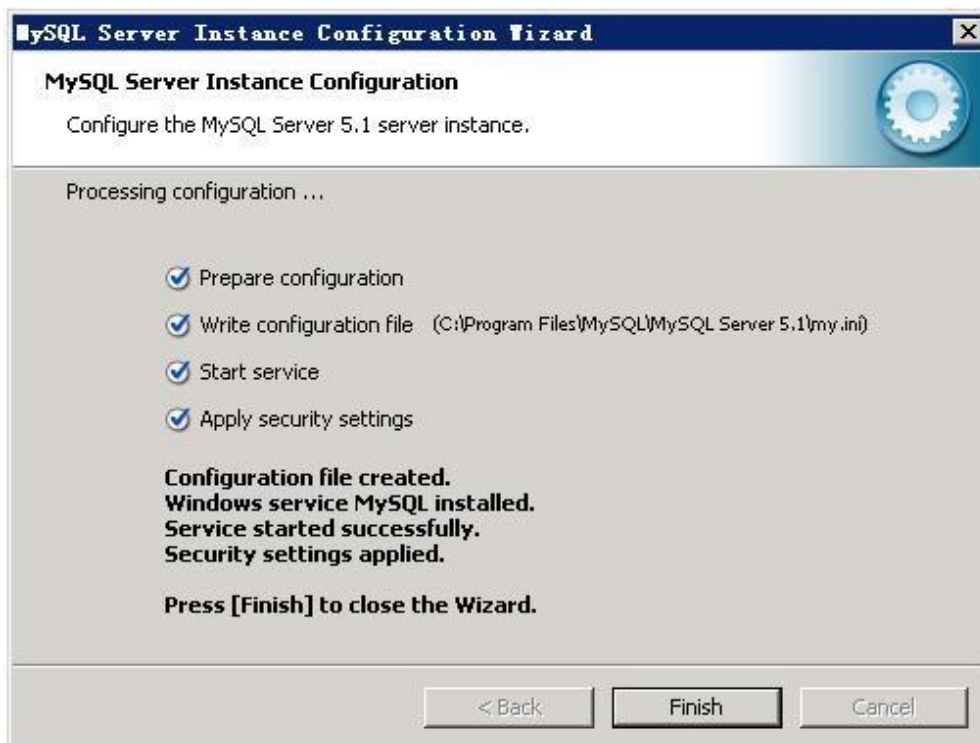 MySQL Server Instance Configuration Wizard
MySQL Server Instance Configuration
Configure the MySQL Server 5.1 server instance.
Processing configuration ...
Prepare configuration
Write configuration file (C:\Program Files\MySQL\MySQL Server 5.1\my.ini)
Start service
Apply security settings
Configuration file created.
Windows service MySQL installed.
Service started successfully.
Security settings applied.
Press [Finish] to close the Wizard.
< Back Finish Cancel